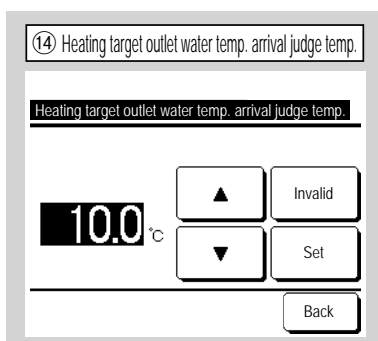 ⑭ Heating target outlet water temp. arrival judge temp.
Heating target outlet water temp. arrival judge temp.
▲ Invalid
10.0 °C
▼ Set
Back